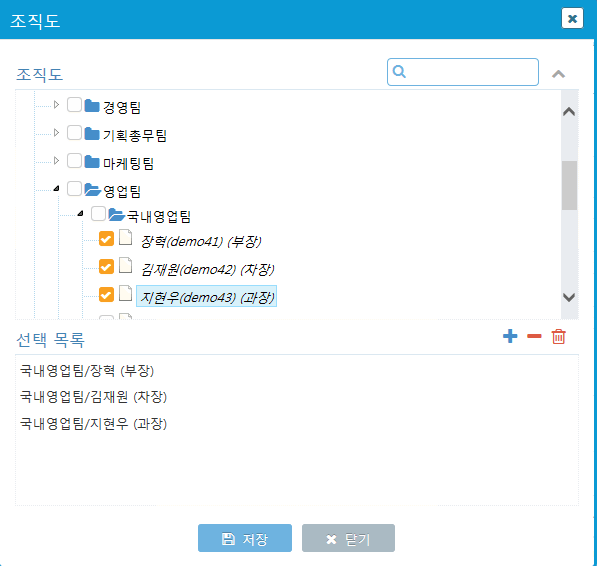 조직도
조직도
경영팀
기획총무팀
마케팅팀
영업팀
국내영업팀
장혁(demo41) (부장)
김재원(demo42) (차장)
지현우(demo43) (과장)
선택 목록
국내영업팀/장혁 (부장)
국내영업팀/김재원 (차장)
국내영업팀/지현우 (과장)
저장 닫기